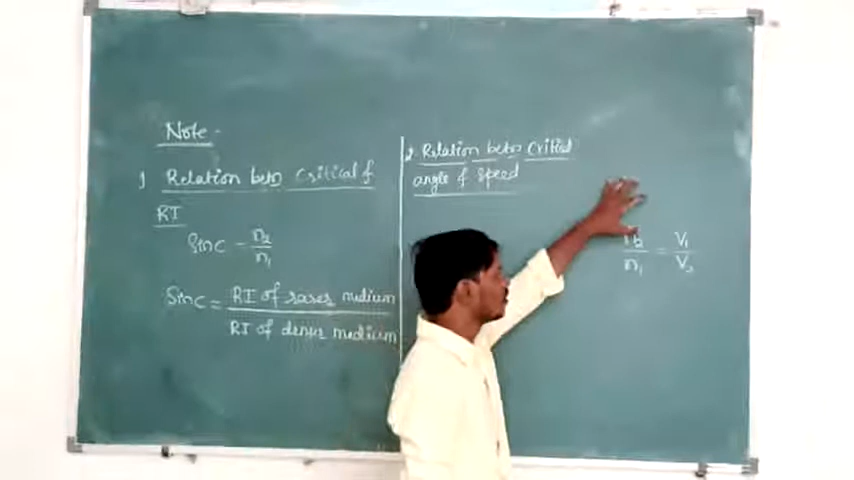 Note -
1) Relation betn Critical &
RI
Sinc = n₂/n₁
Sinc = RI of rarer medium
RI of denser medium
2. Relation betn Critical
angle & Speed
n₂/n₁ = V₁/V₂